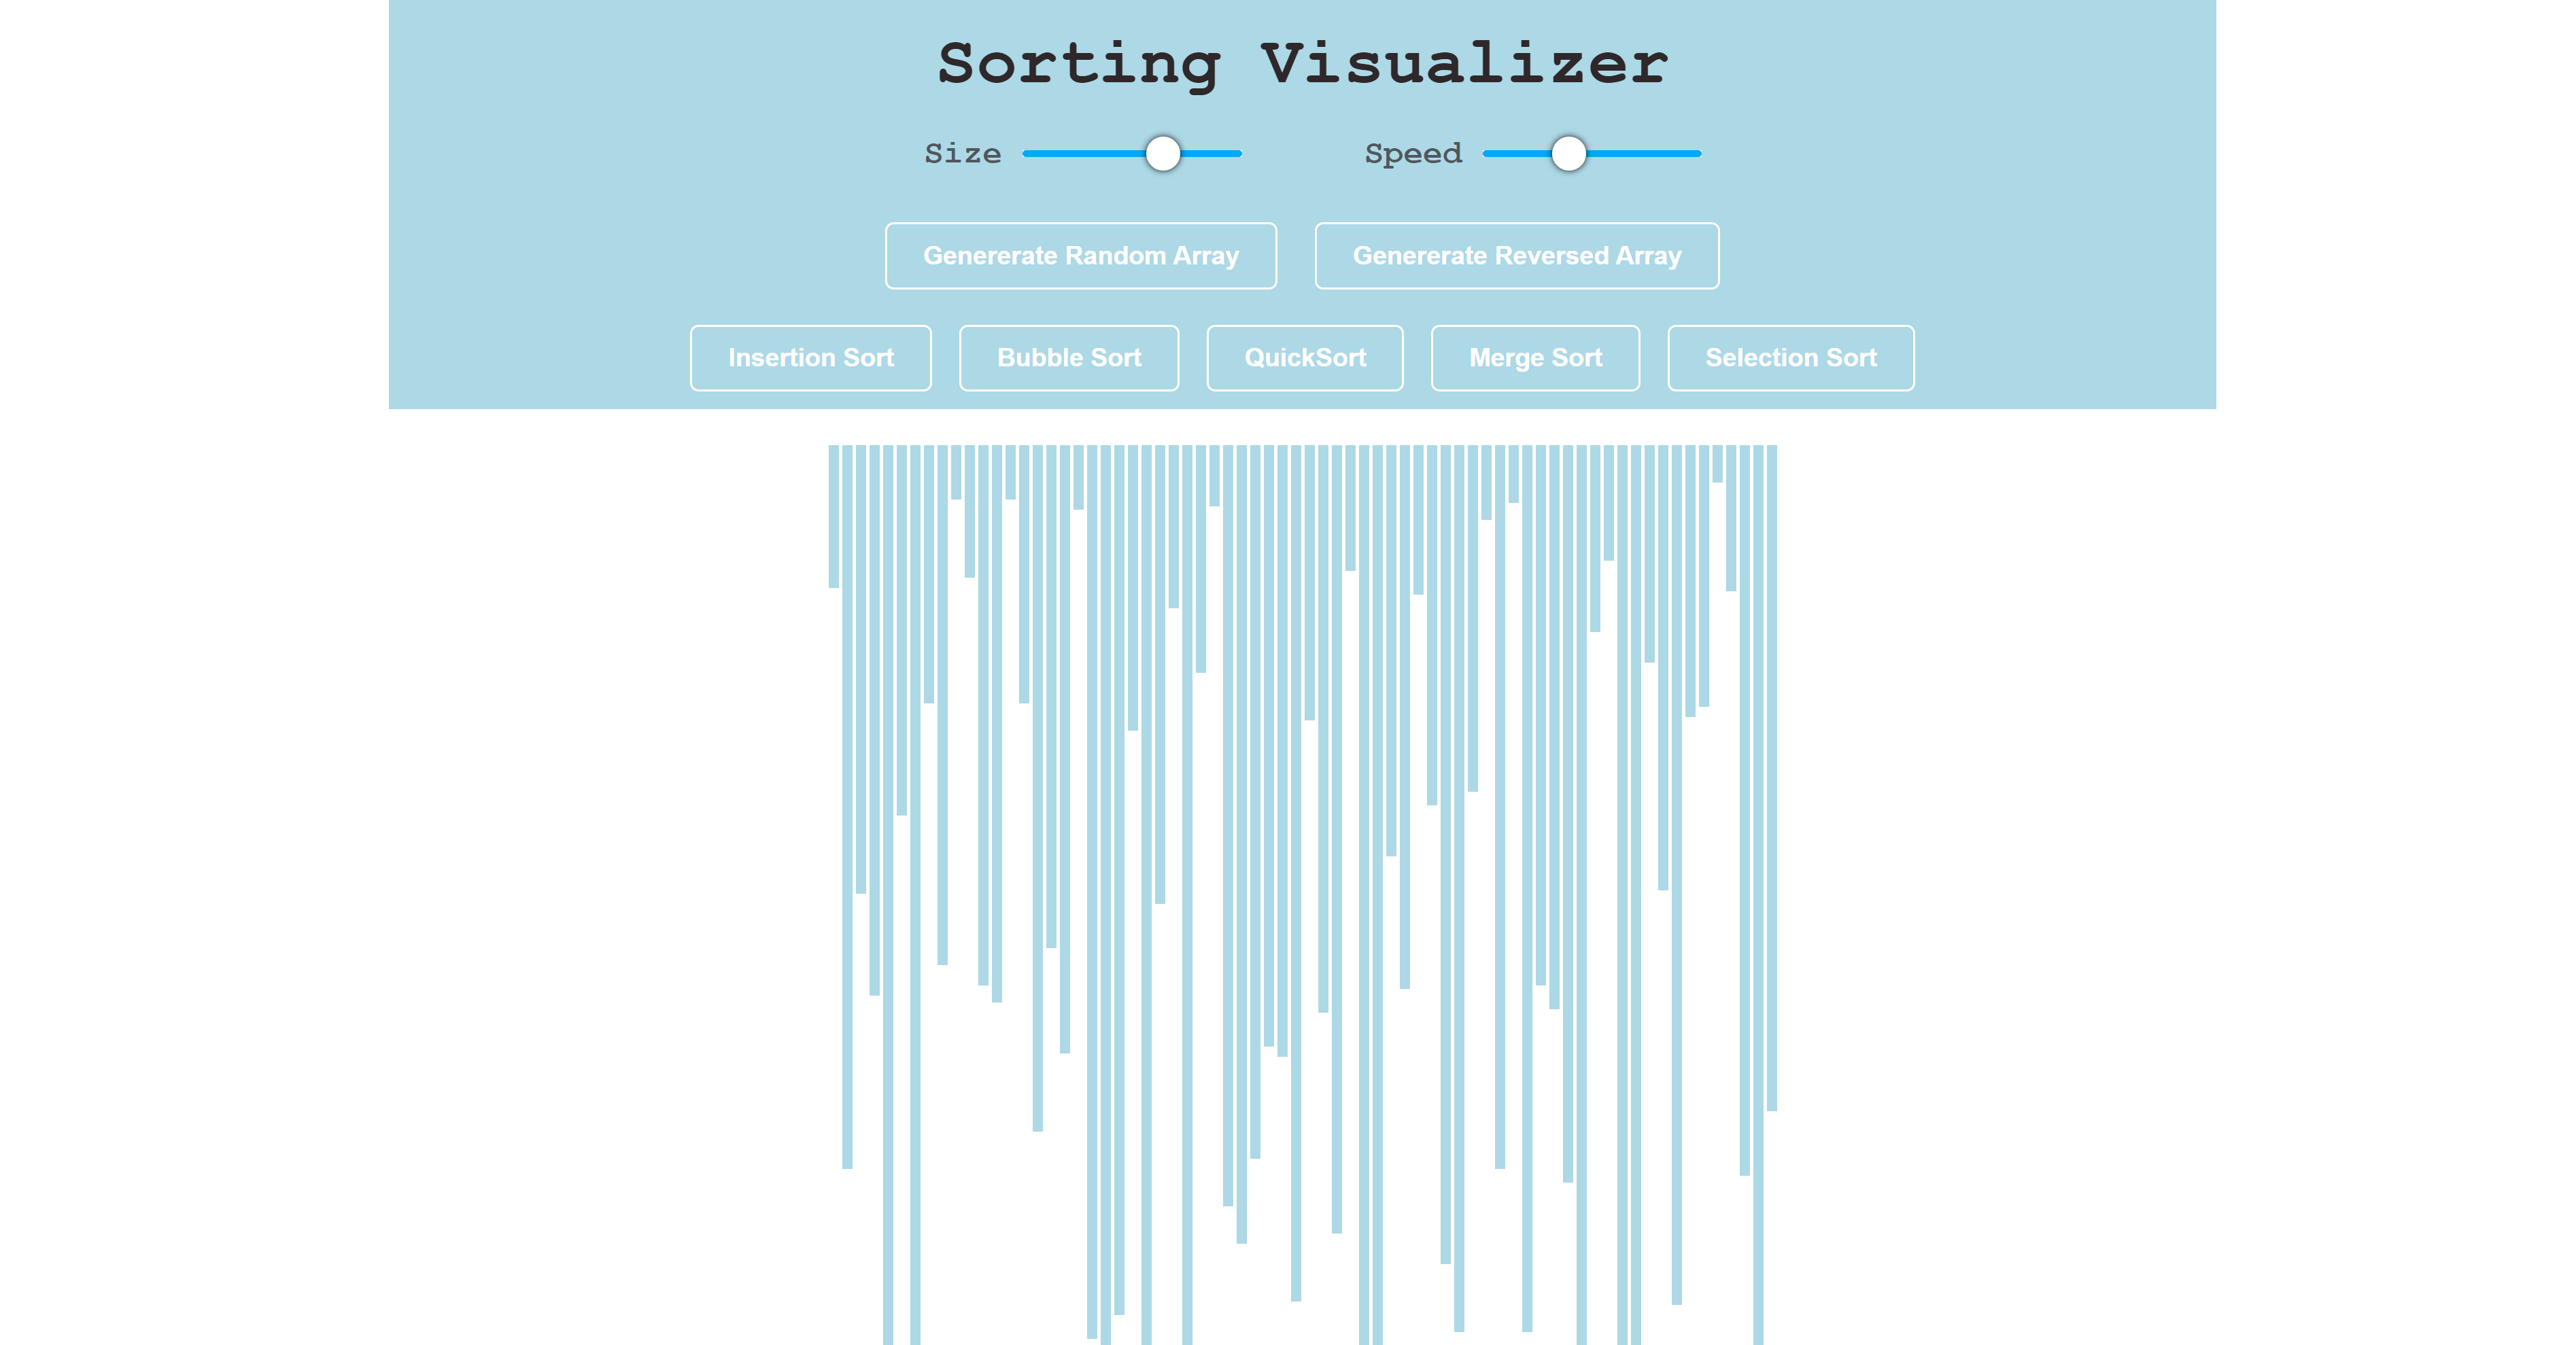 Sorting Visualizer
Size Speed
Genererate Random Array Genererate Reversed Array
Insertion Sort Bubble Sort QuickSort Merge Sort Selection Sort